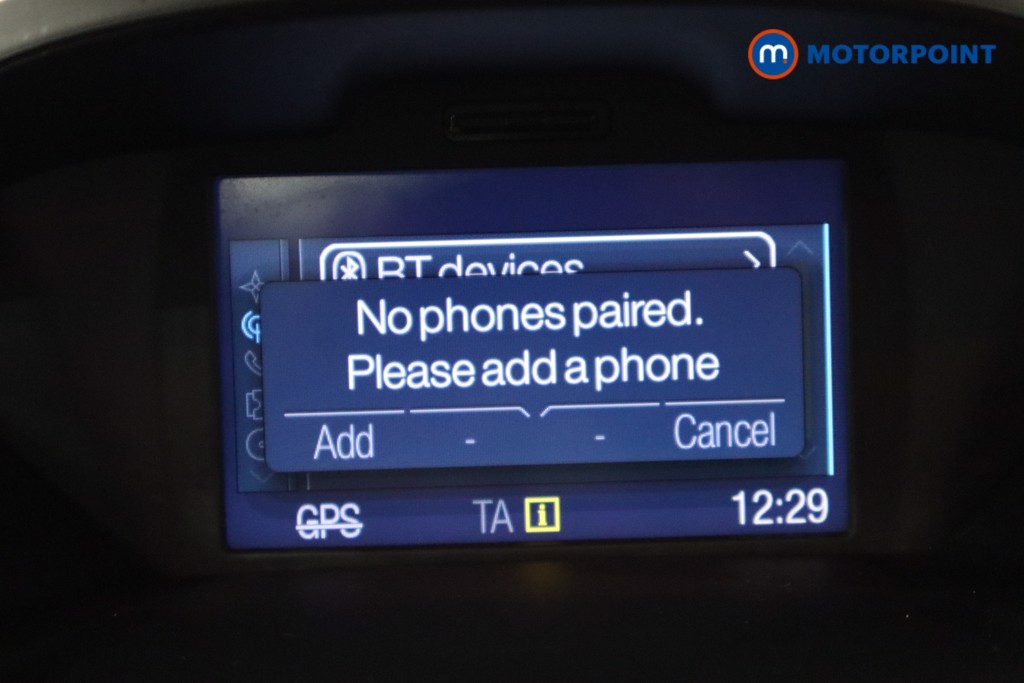 m MOTORPOINT
BT devices
No phones paired.
Please add a phone
Add - - Cancel
GPS TA i 12:29